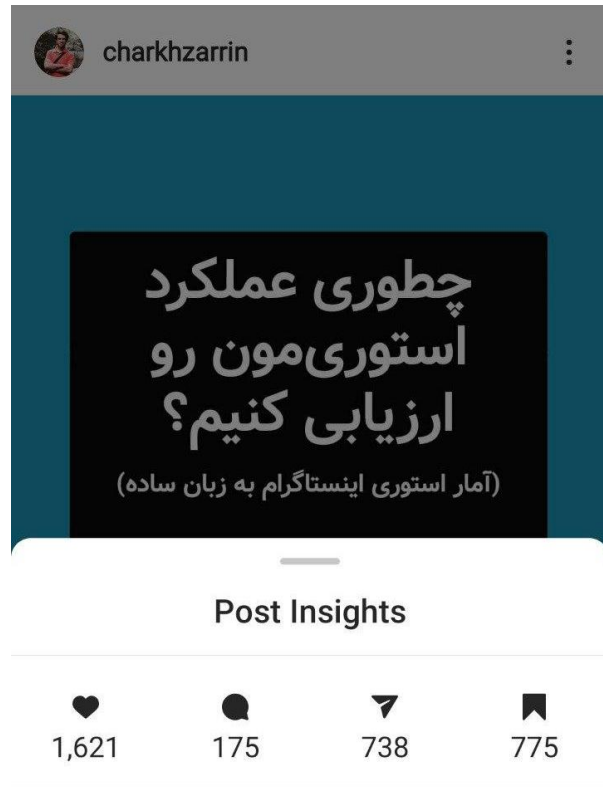 charkhzarrin
چطوری عملکرد
استوری‌مون رو
ارزیابی کنیم؟
(آمار استوری اینستاگرام به زبان ساده)
Post Insights
1,621 175 738 775